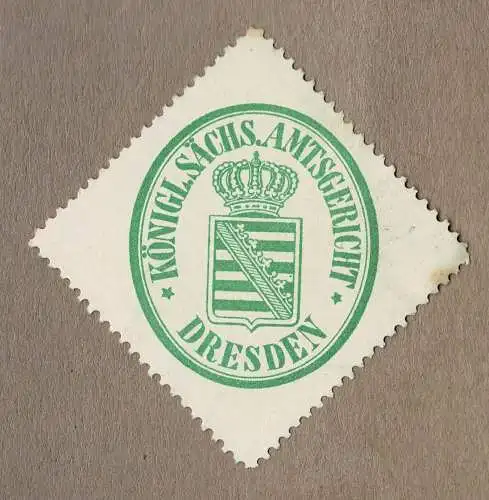 ★ KÖNIGL. SÄCHS. AMTSGERICHT ★
DRESDEN